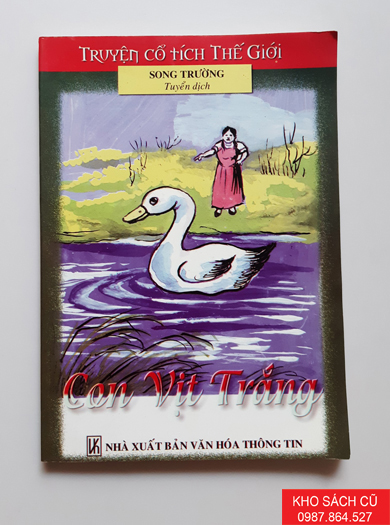 TRUYỆN CỔ TÍCH THẾ GIỚI
SONG TRƯỜNG
Tuyển dịch
Con Vịt Trắng
NHÀ XUẤT BẢN VĂN HÓA THÔNG TIN
KHO SÁCH CŨ
0987.864.527